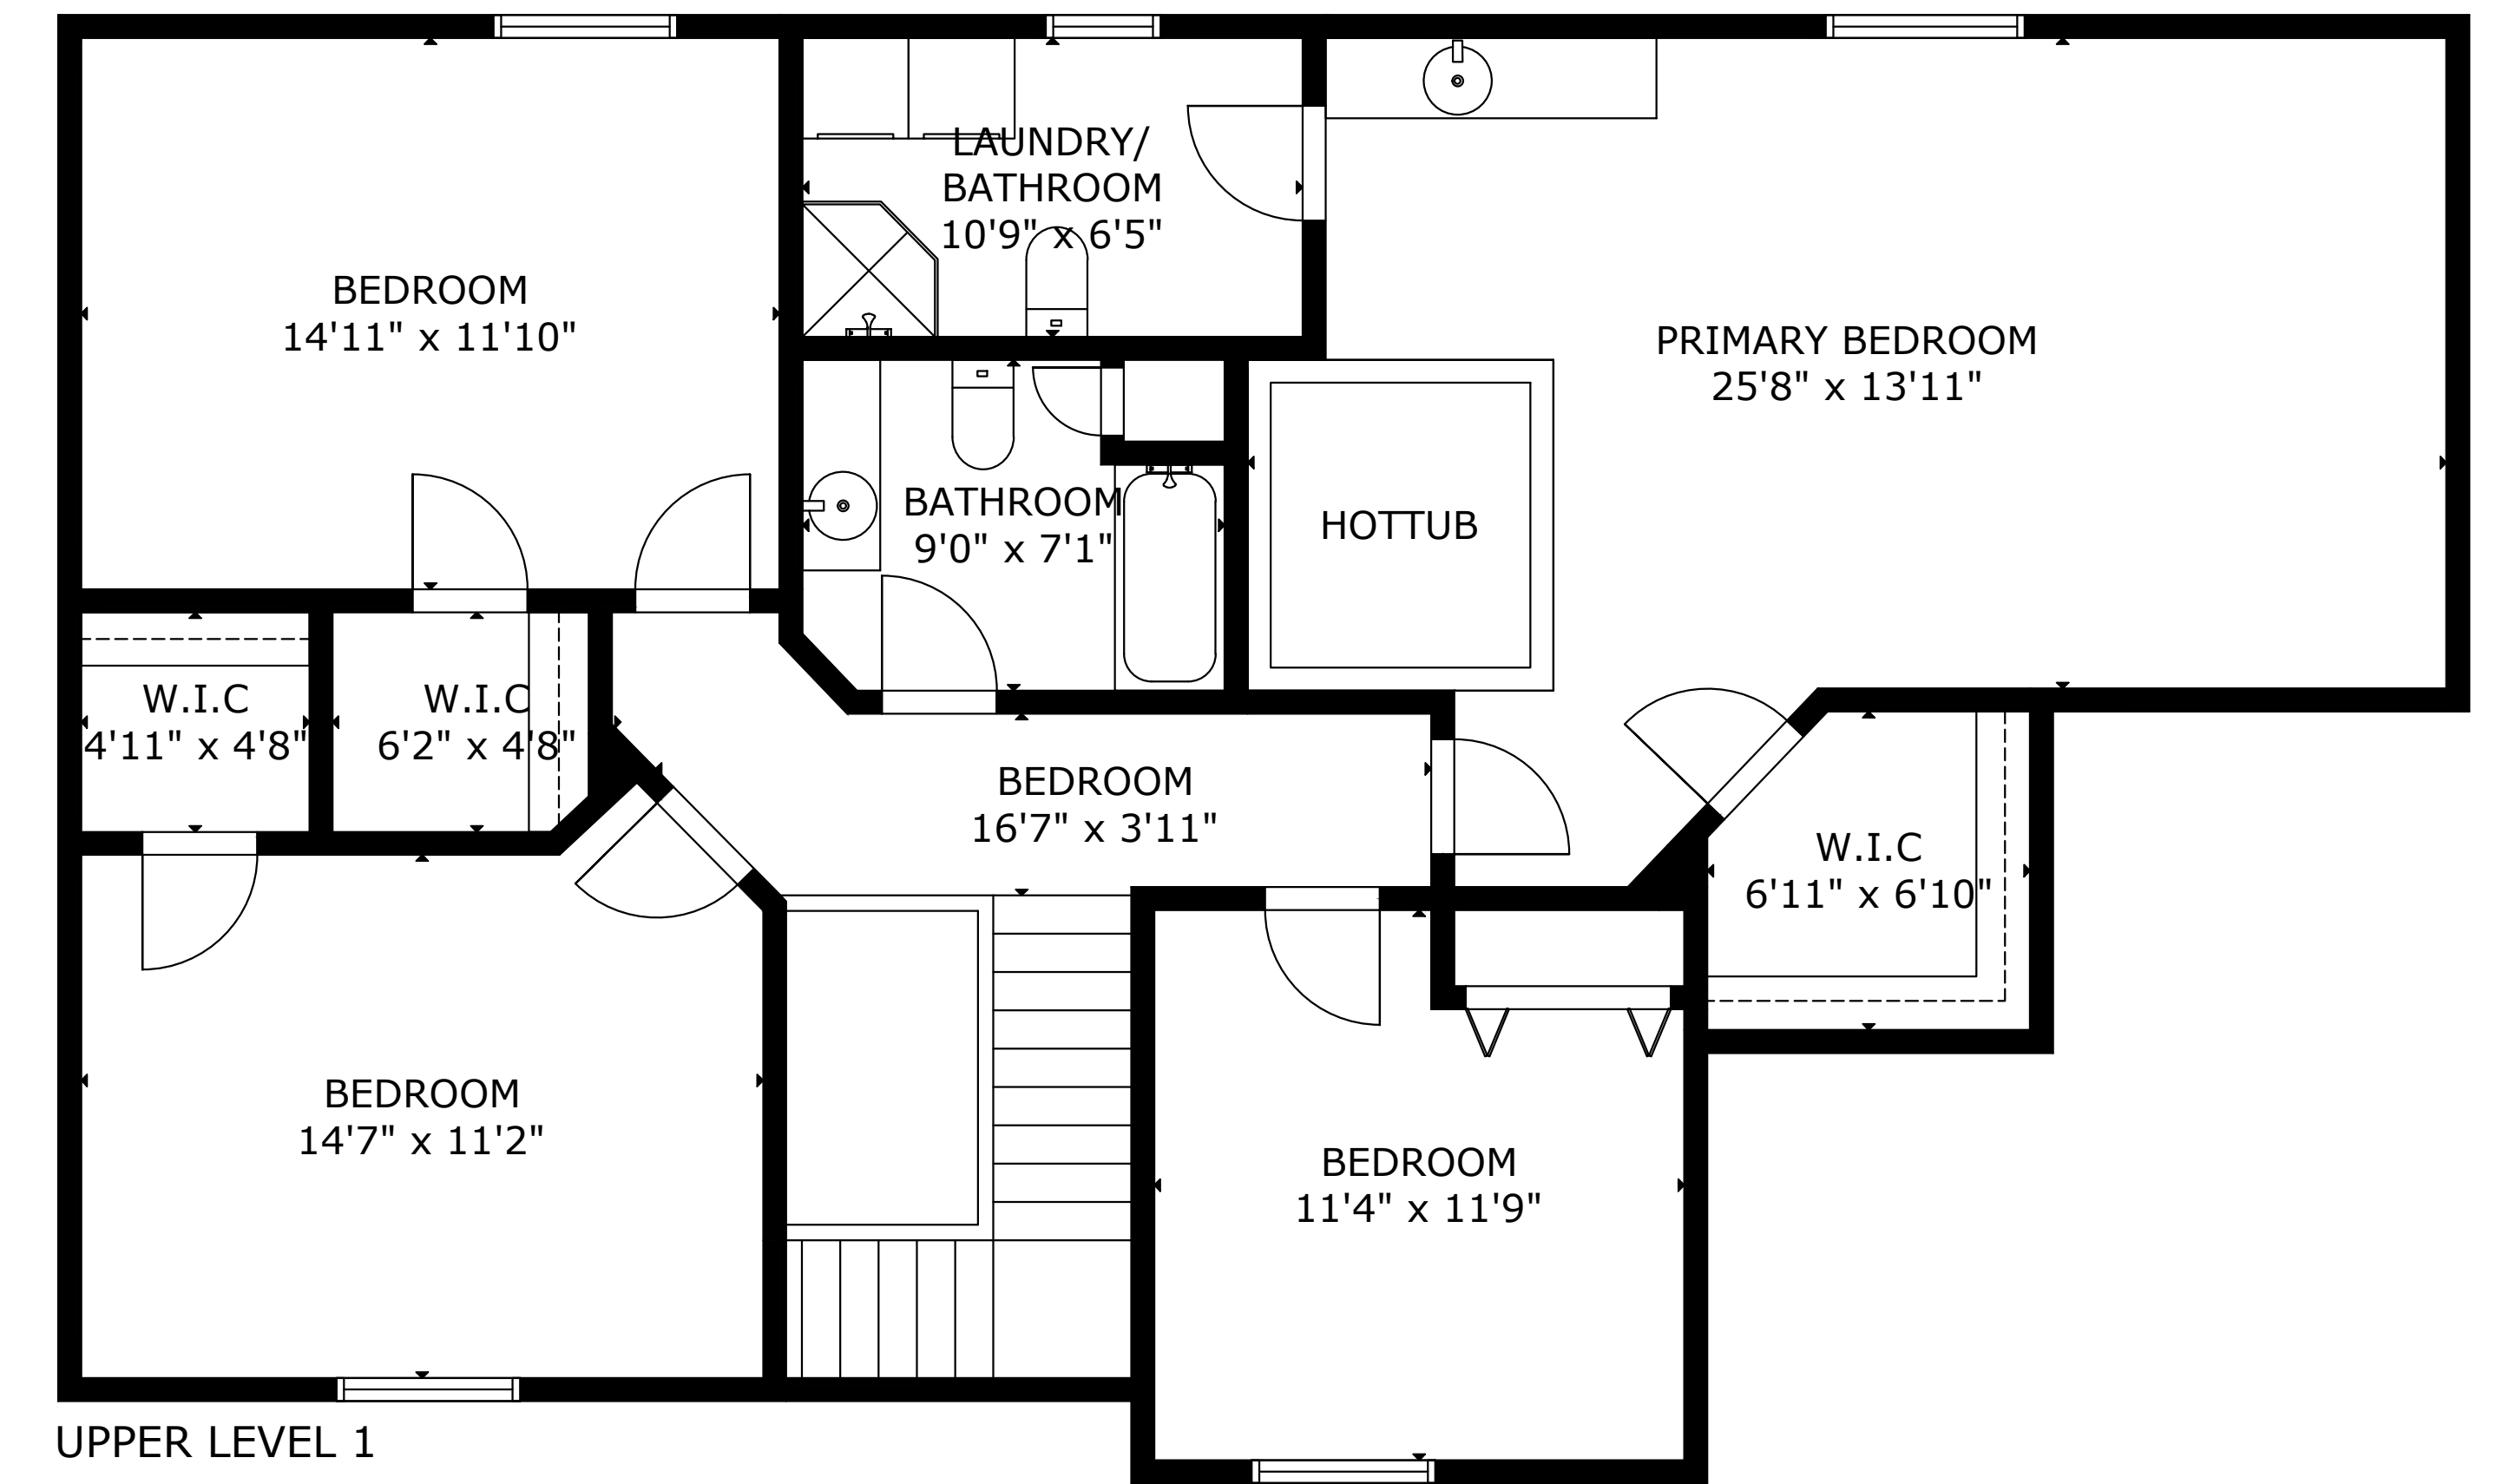 LAUNDRY/
BATHROOM
10'9" x 6'5"
BEDROOM
14'11" x 11'10"
PRIMARY BEDROOM
25'8" x 13'11"
BATHROOM
9'0" x 7'1"
HOTTUB
W.I.C
4'11" x 4'8"
W.I.C
6'2" x 4'8"
BEDROOM
16'7" x 3'11"
W.I.C
6'11" x 6'10"
BEDROOM
14'7" x 11'2"
BEDROOM
11'4" x 11'9"
UPPER LEVEL 1